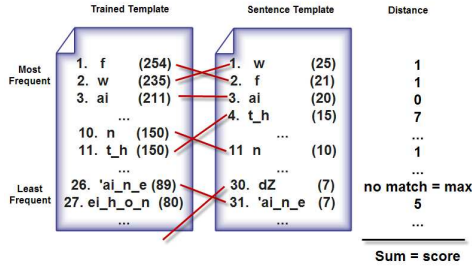 Trained Template Sentence Template Distance
Most Frequent
1. f (254) 1. w (25) 1
2. w (235) 2. f (21) 1
3. ai (211) 3. ai (20) 0
... 4. t_h (15) 7
10. n (150) ... ...
11. t_h (150) 11 n (10) 1
... ... ...
Least Frequent
26. 'ai_n_e (89) 30. dZ (7) no match = max
27. ei_h_o_n (80) 31. 'ai_n_e (7) 5
... ... ...
Sum = score